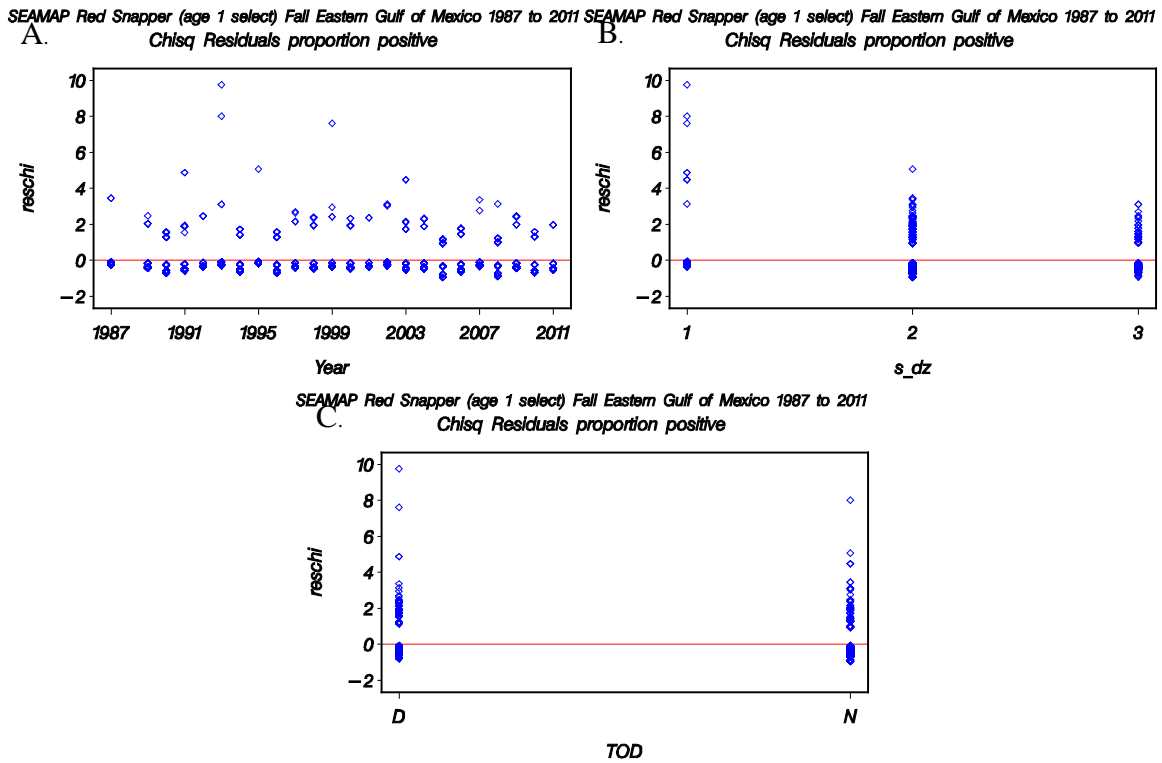 SEAMAP Red Snapper (age 1 select) Fall Eastern Gulf of Mexico 1987 to 2011
A.
Chisq Residuals proportion positive
reschi
10
8
6
4
2
0
−2
1987 1991 1995 1999 2003 2007 2011
Year
SEAMAP Red Snapper (age 1 select) Fall Eastern Gulf of Mexico 1987 to 2011
B.
Chisq Residuals proportion positive
reschi
10
8
6
4
2
0
−2
1 2 3
s_dz
SEAMAP Red Snapper (age 1 select) Fall Eastern Gulf of Mexico 1987 to 2011
C.
Chisq Residuals proportion positive
reschi
10
8
6
4
2
0
−2
D N
TOD